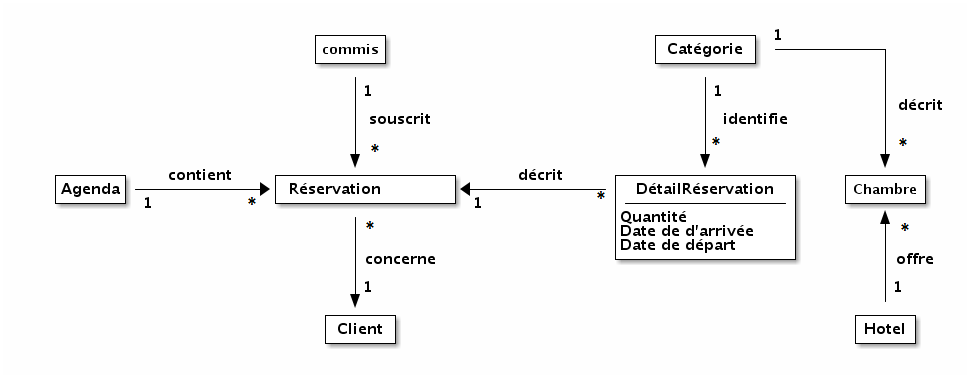 commis
Catégorie
1
1
1
souscrit
identifie
décrit
*
*
*
Agenda
contient
1
*
Réservation
décrit
1
*
DétailRéservation
Quantité
Date de d'arrivée
Date de départ
Chambre
*
concerne
1
*
offre
1
Client
Hotel